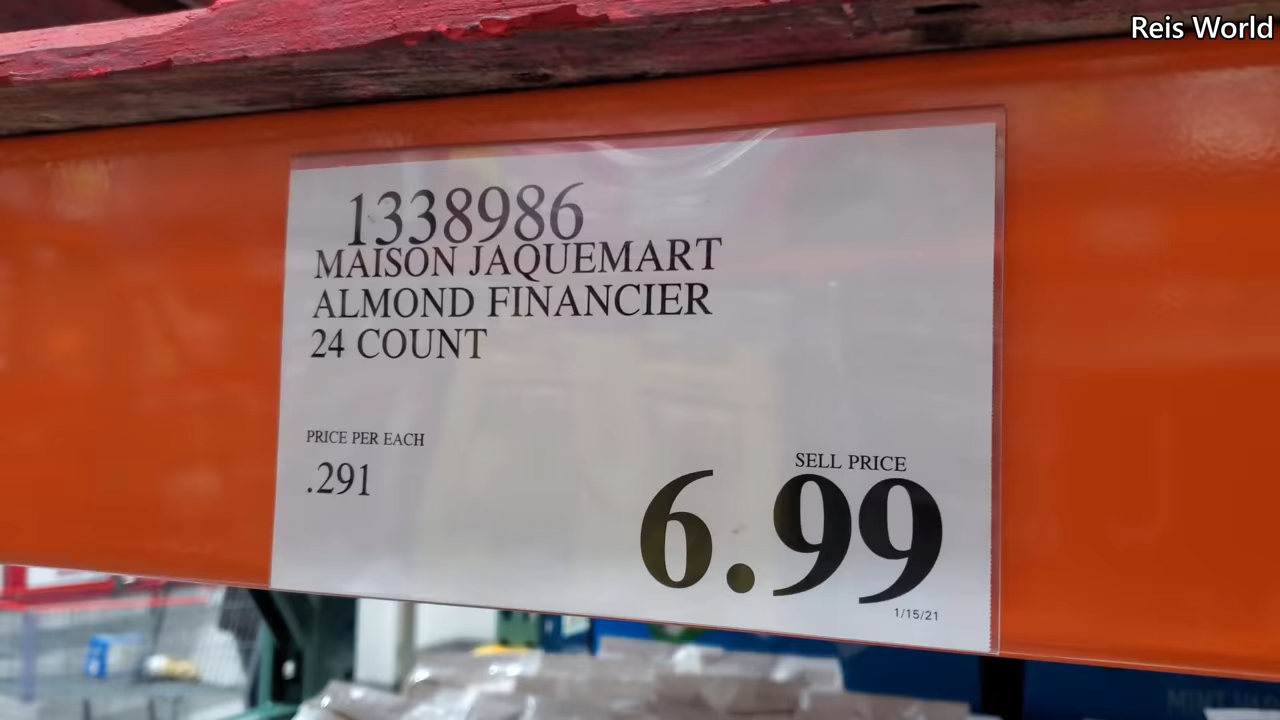 Reis World
1338986
MAISON JAQUEMART
ALMOND FINANCIER
24 COUNT
PRICE PER EACH
.291
SELL PRICE
6.99
1/15/21